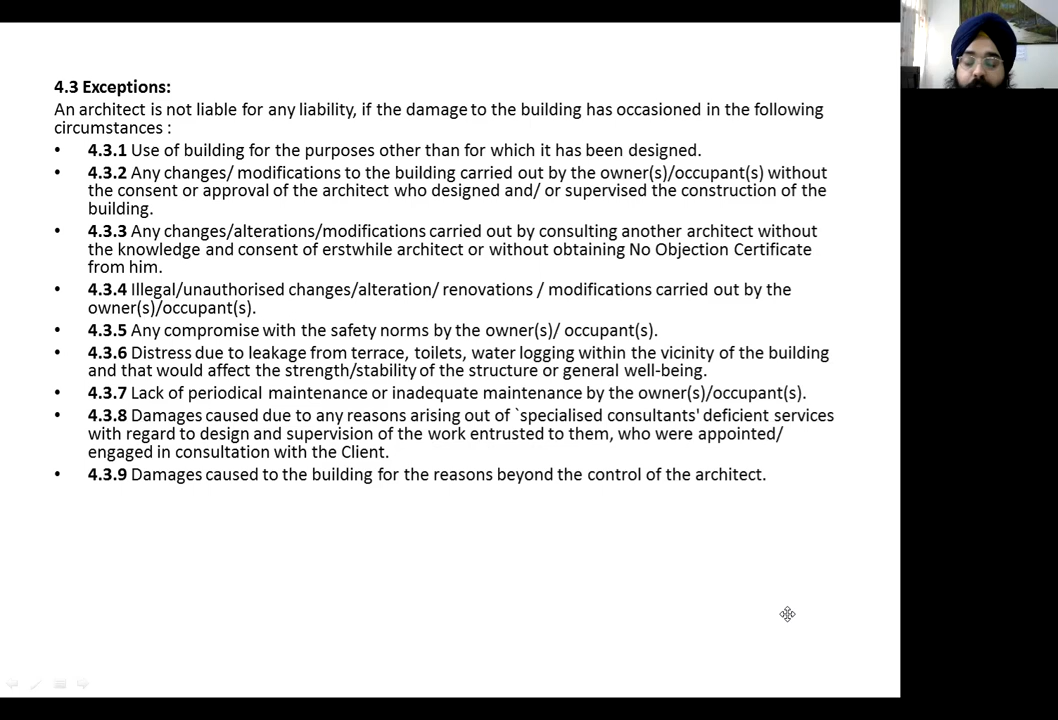 4.3 Exceptions:
An architect is not liable for any liability, if the damage to the building has occasioned in the following
circumstances :
• 4.3.1 Use of building for the purposes other than for which it has been designed.
• 4.3.2 Any changes/ modifications to the building carried out by the owner(s)/occupant(s) without
the consent or approval of the architect who designed and/ or supervised the construction of the
building.
• 4.3.3 Any changes/alterations/modifications carried out by consulting another architect without
the knowledge and consent of erstwhile architect or without obtaining No Objection Certificate
from him.
• 4.3.4 Illegal/unauthorised changes/alteration/ renovations / modifications carried out by the
owner(s)/occupant(s).
• 4.3.5 Any compromise with the safety norms by the owner(s)/ occupant(s).
• 4.3.6 Distress due to leakage from terrace, toilets, water logging within the vicinity of the building
and that would affect the strength/stability of the structure or general well-being.
• 4.3.7 Lack of periodical maintenance or inadequate maintenance by the owner(s)/occupant(s).
• 4.3.8 Damages caused due to any reasons arising out of `specialised consultants' deficient services
with regard to design and supervision of the work entrusted to them, who were appointed/
engaged in consultation with the Client.
• 4.3.9 Damages caused to the building for the reasons beyond the control of the architect.